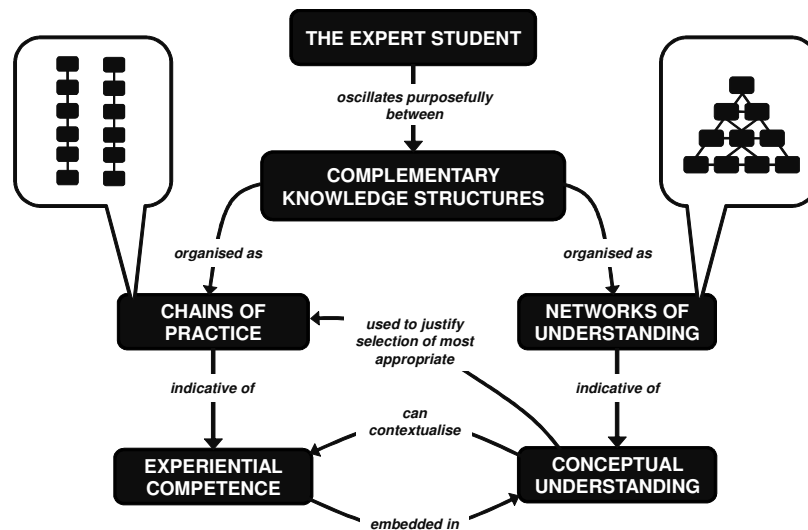 THE EXPERT STUDENT
oscillates purposefully
between
COMPLEMENTARY
KNOWLEDGE STRUCTURES
organised as
organised as
CHAINS OF
PRACTICE
NETWORKS OF
UNDERSTANDING
used to justify
selection of most
appropriate
indicative of
indicative of
can
contextualise
EXPERIENTIAL
COMPETENCE
CONCEPTUAL
UNDERSTANDING
embedded in